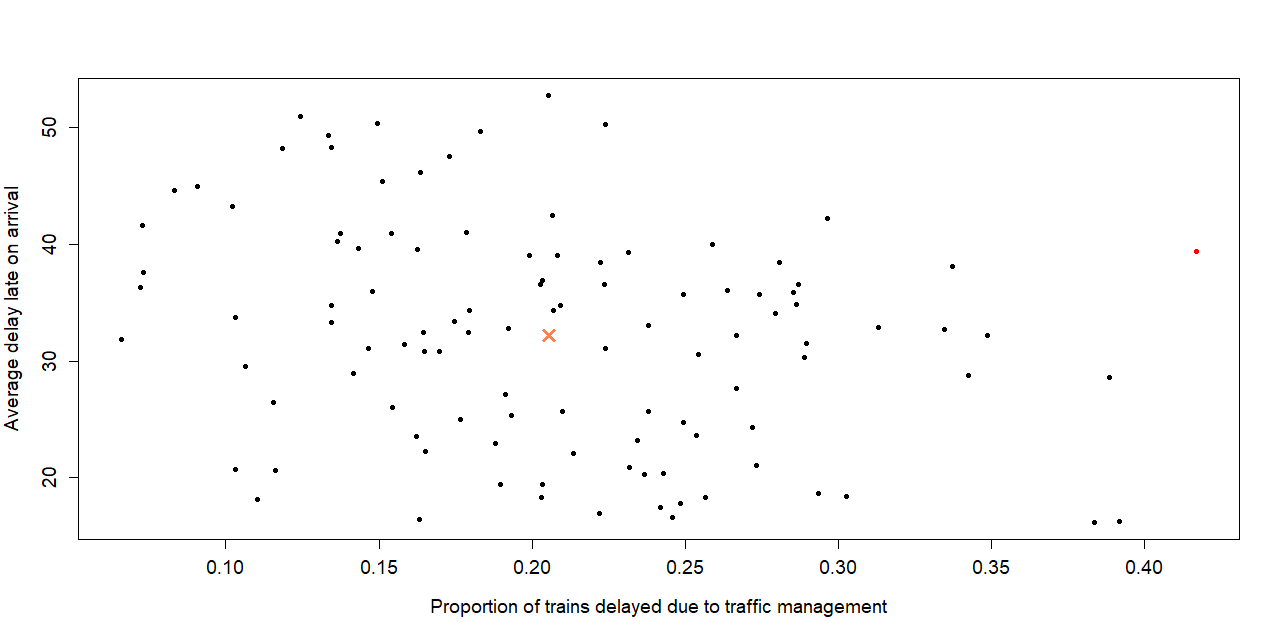 Average delay late on arrival
50
40
30
20
0.10 0.15 0.20 0.25 0.30 0.35 0.40
Proportion of trains delayed due to traffic management